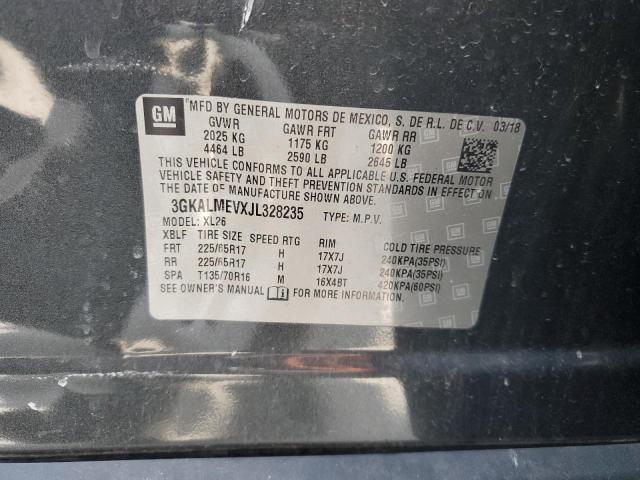 GM MFD BY GENERAL MOTORS DE MEXICO, S. DE R.L. DE C.V. 03/18
GVWR GAWR FRT GAWR RR
2025 KG 1175 KG 1200 KG
4464 LB 2590 LB 2645 LB
THIS VEHICLE CONFORMS TO ALL APPLICABLE U.S. FEDERAL MOTOR
VEHICLE SAFETY AND THEFT PREVENTION STANDARDS IN EFFECT ON THE DATE
OF MANUFACTURE SHOWN ABOVE.
3GKALMEVXJL328235 TYPE: M.P.V.
MODEL: XL26
XBLF TIRE SIZE SPEED RTG RIM COLD TIRE PRESSURE
FRT 225/65R17 H 17X7J 240KPA(35PSI)
RR 225/65R17 H 17X7J 240KPA(35PSI)
SPA T135/70R16 M 16X4BT 420KPA(60PSI)
SEE OWNER'S MANUAL FOR MORE INFORMATION.